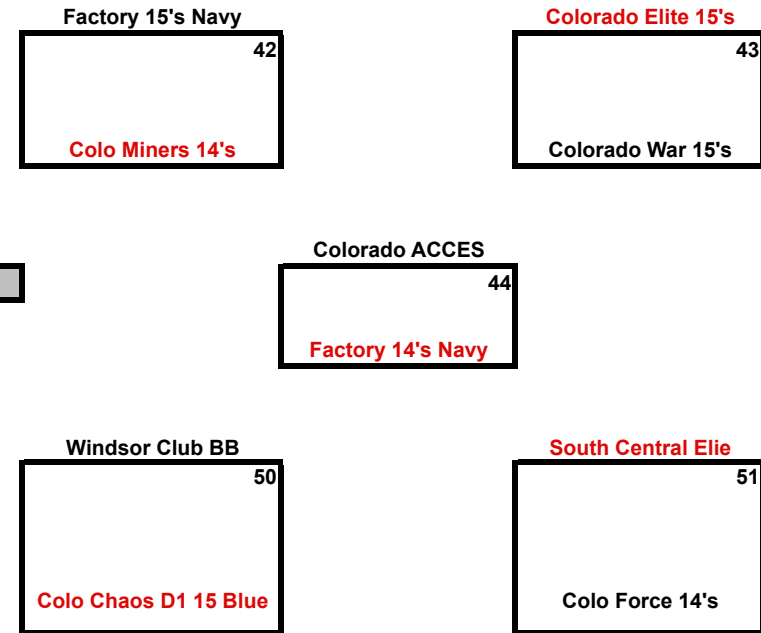 Factory 15's Navy
Colorado Elite 15's
42
43
Colo Miners 14's
Colorado War 15's
Colorado ACCES
44
Factory 14's Navy
Windsor Club BB
South Central Elie
50
51
Colo Chaos D1 15 Blue
Colo Force 14's